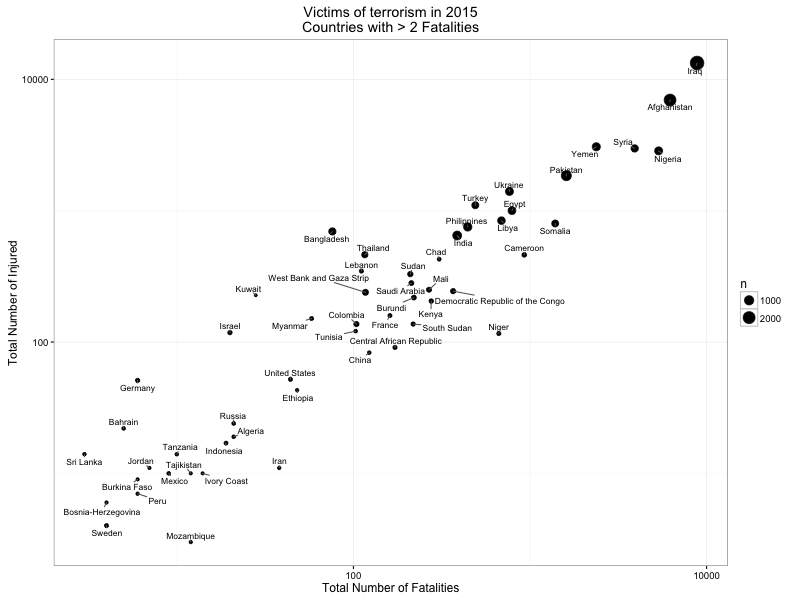 Victims of terrorism in 2015
Countries with > 2 Fatalities
10000
Iraq
Afghanistan
Syria
Yemen
Nigeria
Pakistan
Ukraine
Turkey
Egypt
Philippines
Libya
Somalia
Bangladesh
India
Thailand
Chad
Cameroon
Lebanon
Sudan
West Bank and Gaza Strip
Mali
Kuwait
Saudi Arabia
Democratic Republic of the Congo
Burundi
Kenya
Colombia
Israel
Myanmar
France
South Sudan
Niger
Tunisia
Central African Republic
100
China
United States
Germany
Ethiopia
Russia
Bahrain
Algeria
Tanzania
Indonesia
Sri Lanka
Jordan
Tajikistan
Iran
Mexico
Ivory Coast
Burkina Faso
Peru
Bosnia-Herzegovina
Sweden
Mozambique
100
10000
Total Number of Fatalities
Total Number of Injured
n
1000
2000